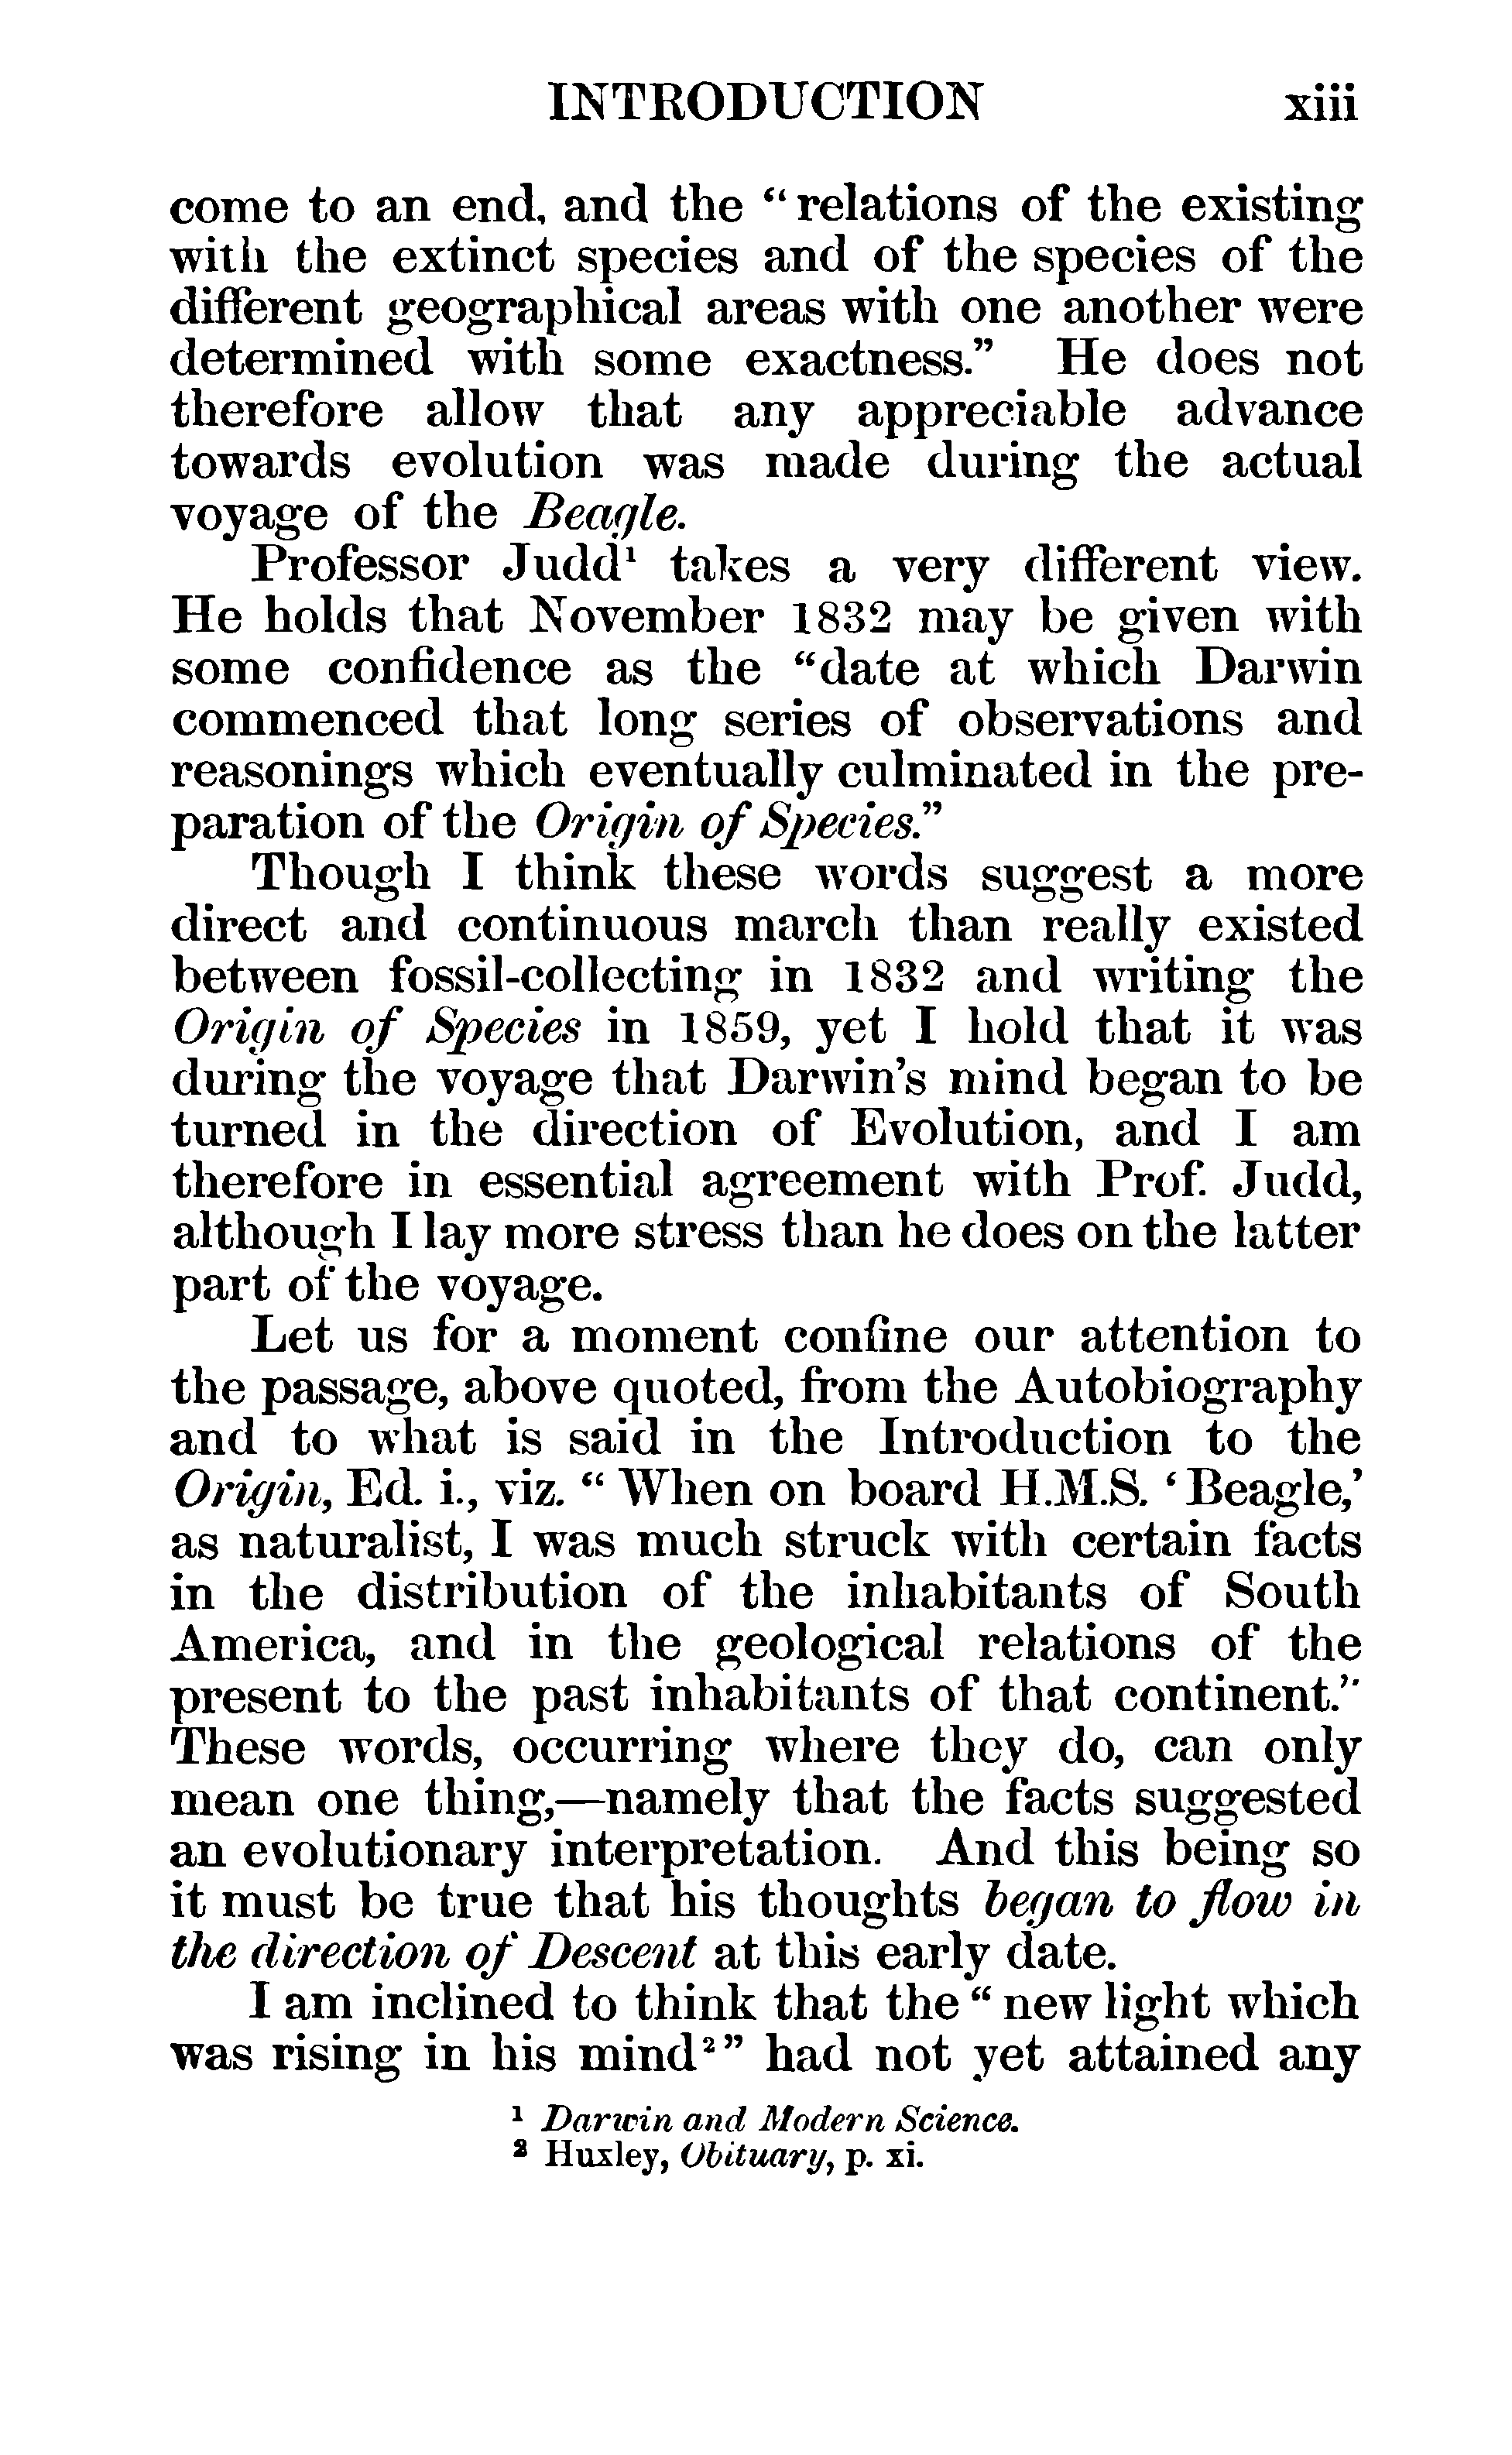 INTRODUCTION xiii
come to an end, and the “relations of the existing
with the extinct species and of the species of the
different geographical areas with one another were
determined with some exactness.” He does not
therefore allow that any appreciable advance
towards evolution was made during the actual
voyage of the Beagle.
Professor Judd¹ takes a very different view.
He holds that November 1832 may be given with
some confidence as the “date at which Darwin
commenced that long series of observations and
reasonings which eventually culminated in the pre-
paration of the Origin of Species.”
Though I think these words suggest a more
direct and continuous march than really existed
between fossil-collecting in 1832 and writing the
Origin of Species in 1859, yet I hold that it was
during the voyage that Darwin’s mind began to be
turned in the direction of Evolution, and I am
therefore in essential agreement with Prof. Judd,
although I lay more stress than he does on the latter
part of the voyage.
Let us for a moment confine our attention to
the passage, above quoted, from the Autobiography
and to what is said in the Introduction to the
Origin, Ed. i., viz. “When on board H.M.S. ‘Beagle,’
as naturalist, I was much struck with certain facts
in the distribution of the inhabitants of South
America, and in the geological relations of the
present to the past inhabitants of that continent.”
These words, occurring where they do, can only
mean one thing,—namely that the facts suggested
an evolutionary interpretation. And this being so
it must be true that his thoughts began to flow in
the direction of Descent at this early date.
I am inclined to think that the “new light which
was rising in his mind²” had not yet attained any
¹ Darwin and Modern Science.
² Huxley, Obituary, p. xi.